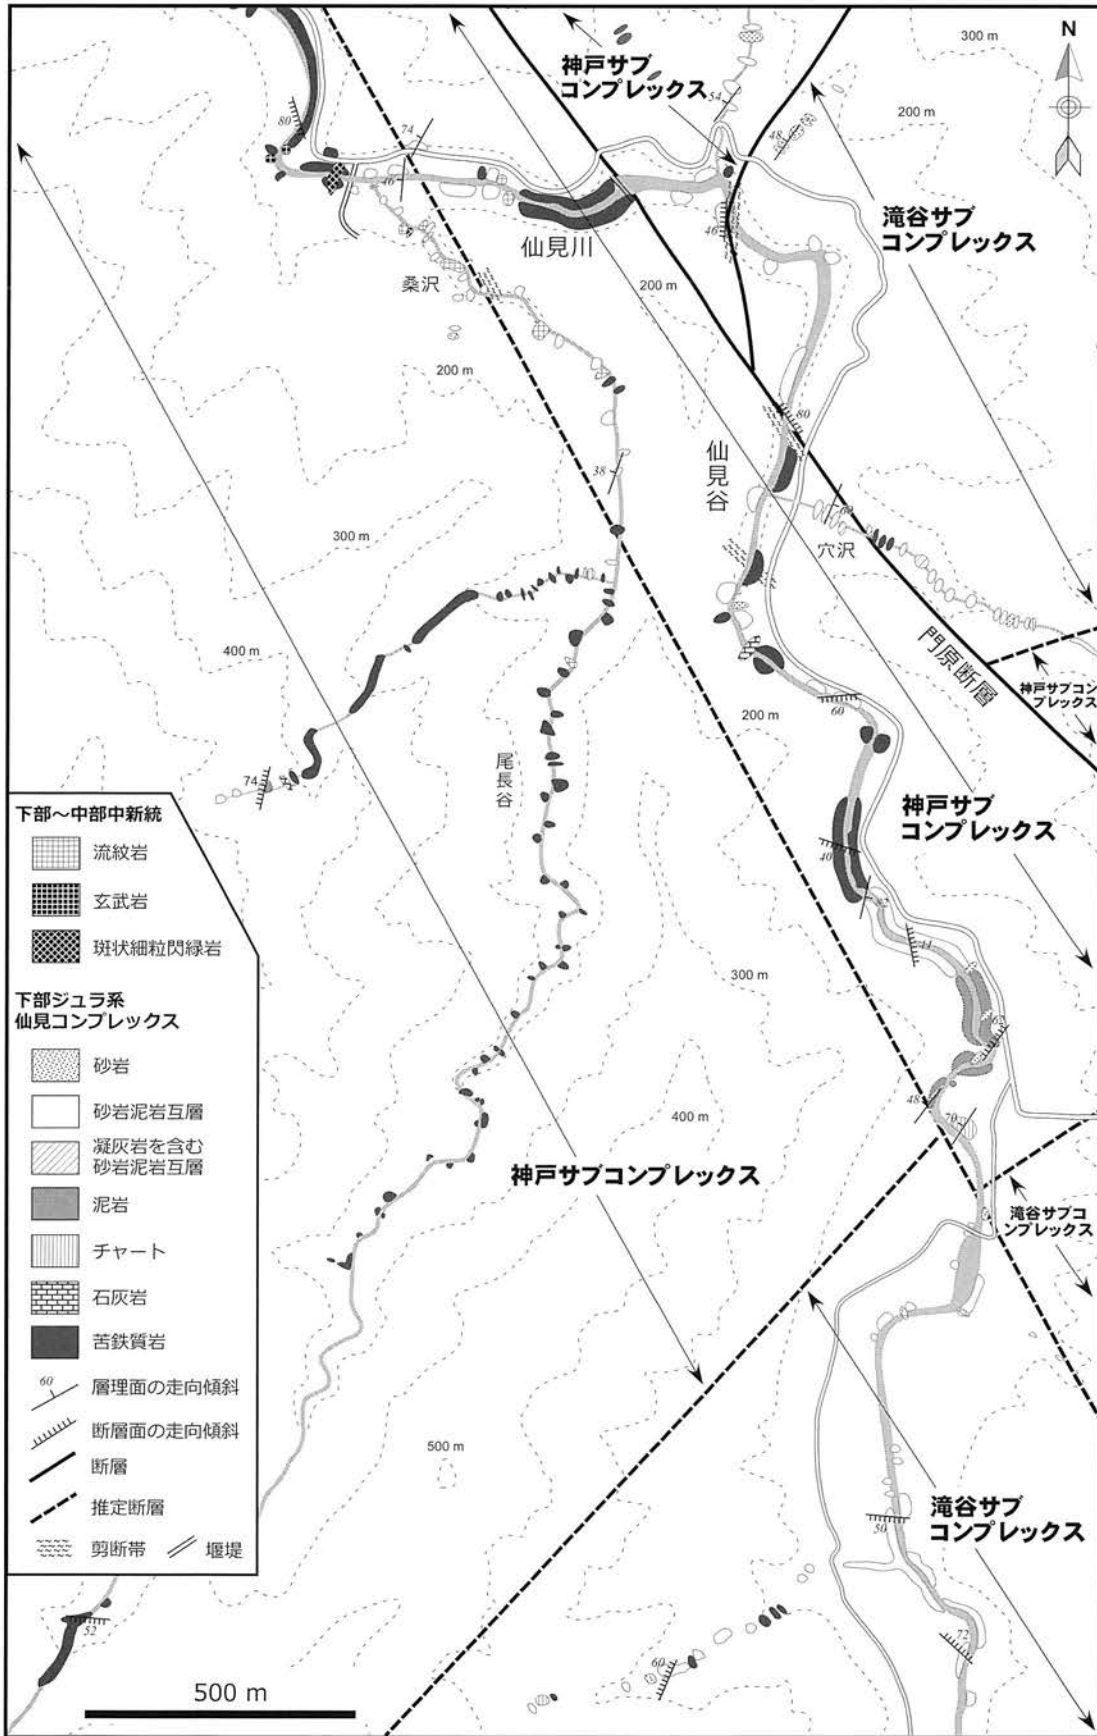 N
300 m
神戸サブ
コンプレックス
54
48
200 m
80
74
46
滝谷サブ
コンプレックス
46
仙見川
桑沢
200 m
200 m
80
仙
見
谷
38
60
穴沢
300 m
門原断層
神戸サブコン
プレックス
400 m
200 m
60
74
尾
長
谷
神戸サブ
コンプレックス
40
82
41
300 m
62
48
400 m
70
神戸サブコンプレックス
滝谷サブコ
ンプレックス
500 m
滝谷サブ
コンプレックス
50
72
60
52
下部〜中部中新統
流紋岩
玄武岩
斑状細粒閃緑岩
下部ジュラ系
仙見コンプレックス
砂岩
砂岩泥岩互層
凝灰岩を含む
砂岩泥岩互層
泥岩
チャート
石灰岩
苦鉄質岩
60
層理面の走向傾斜
断層面の走向傾斜
断層
推定断層
剪断帯
堰堤
500 m